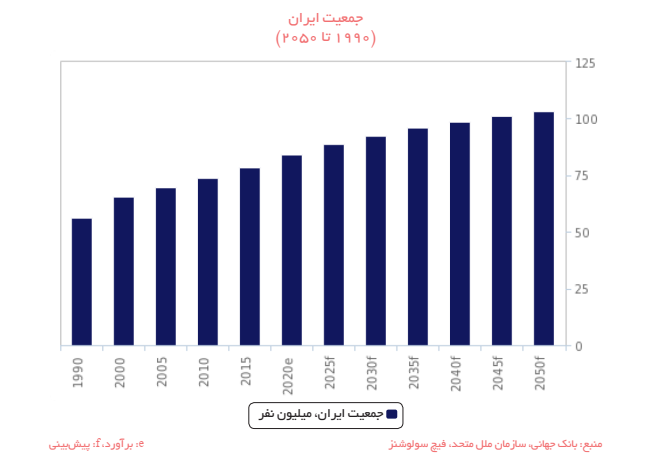 جمعیت ایران
(۱۹۹۰ تا ۲۰۵۰)
125
100
75
50
25
0
1990 2000 2005 2010 2015 2020e 2025f 2030f 2035f 2040f 2045f 2050f
جمعیت ایران، میلیون نفر
منبع: بانک جهانی، سازمان ملل متحد، فیچ سولوشنز
e: برآورد، f: پیش‌بینی